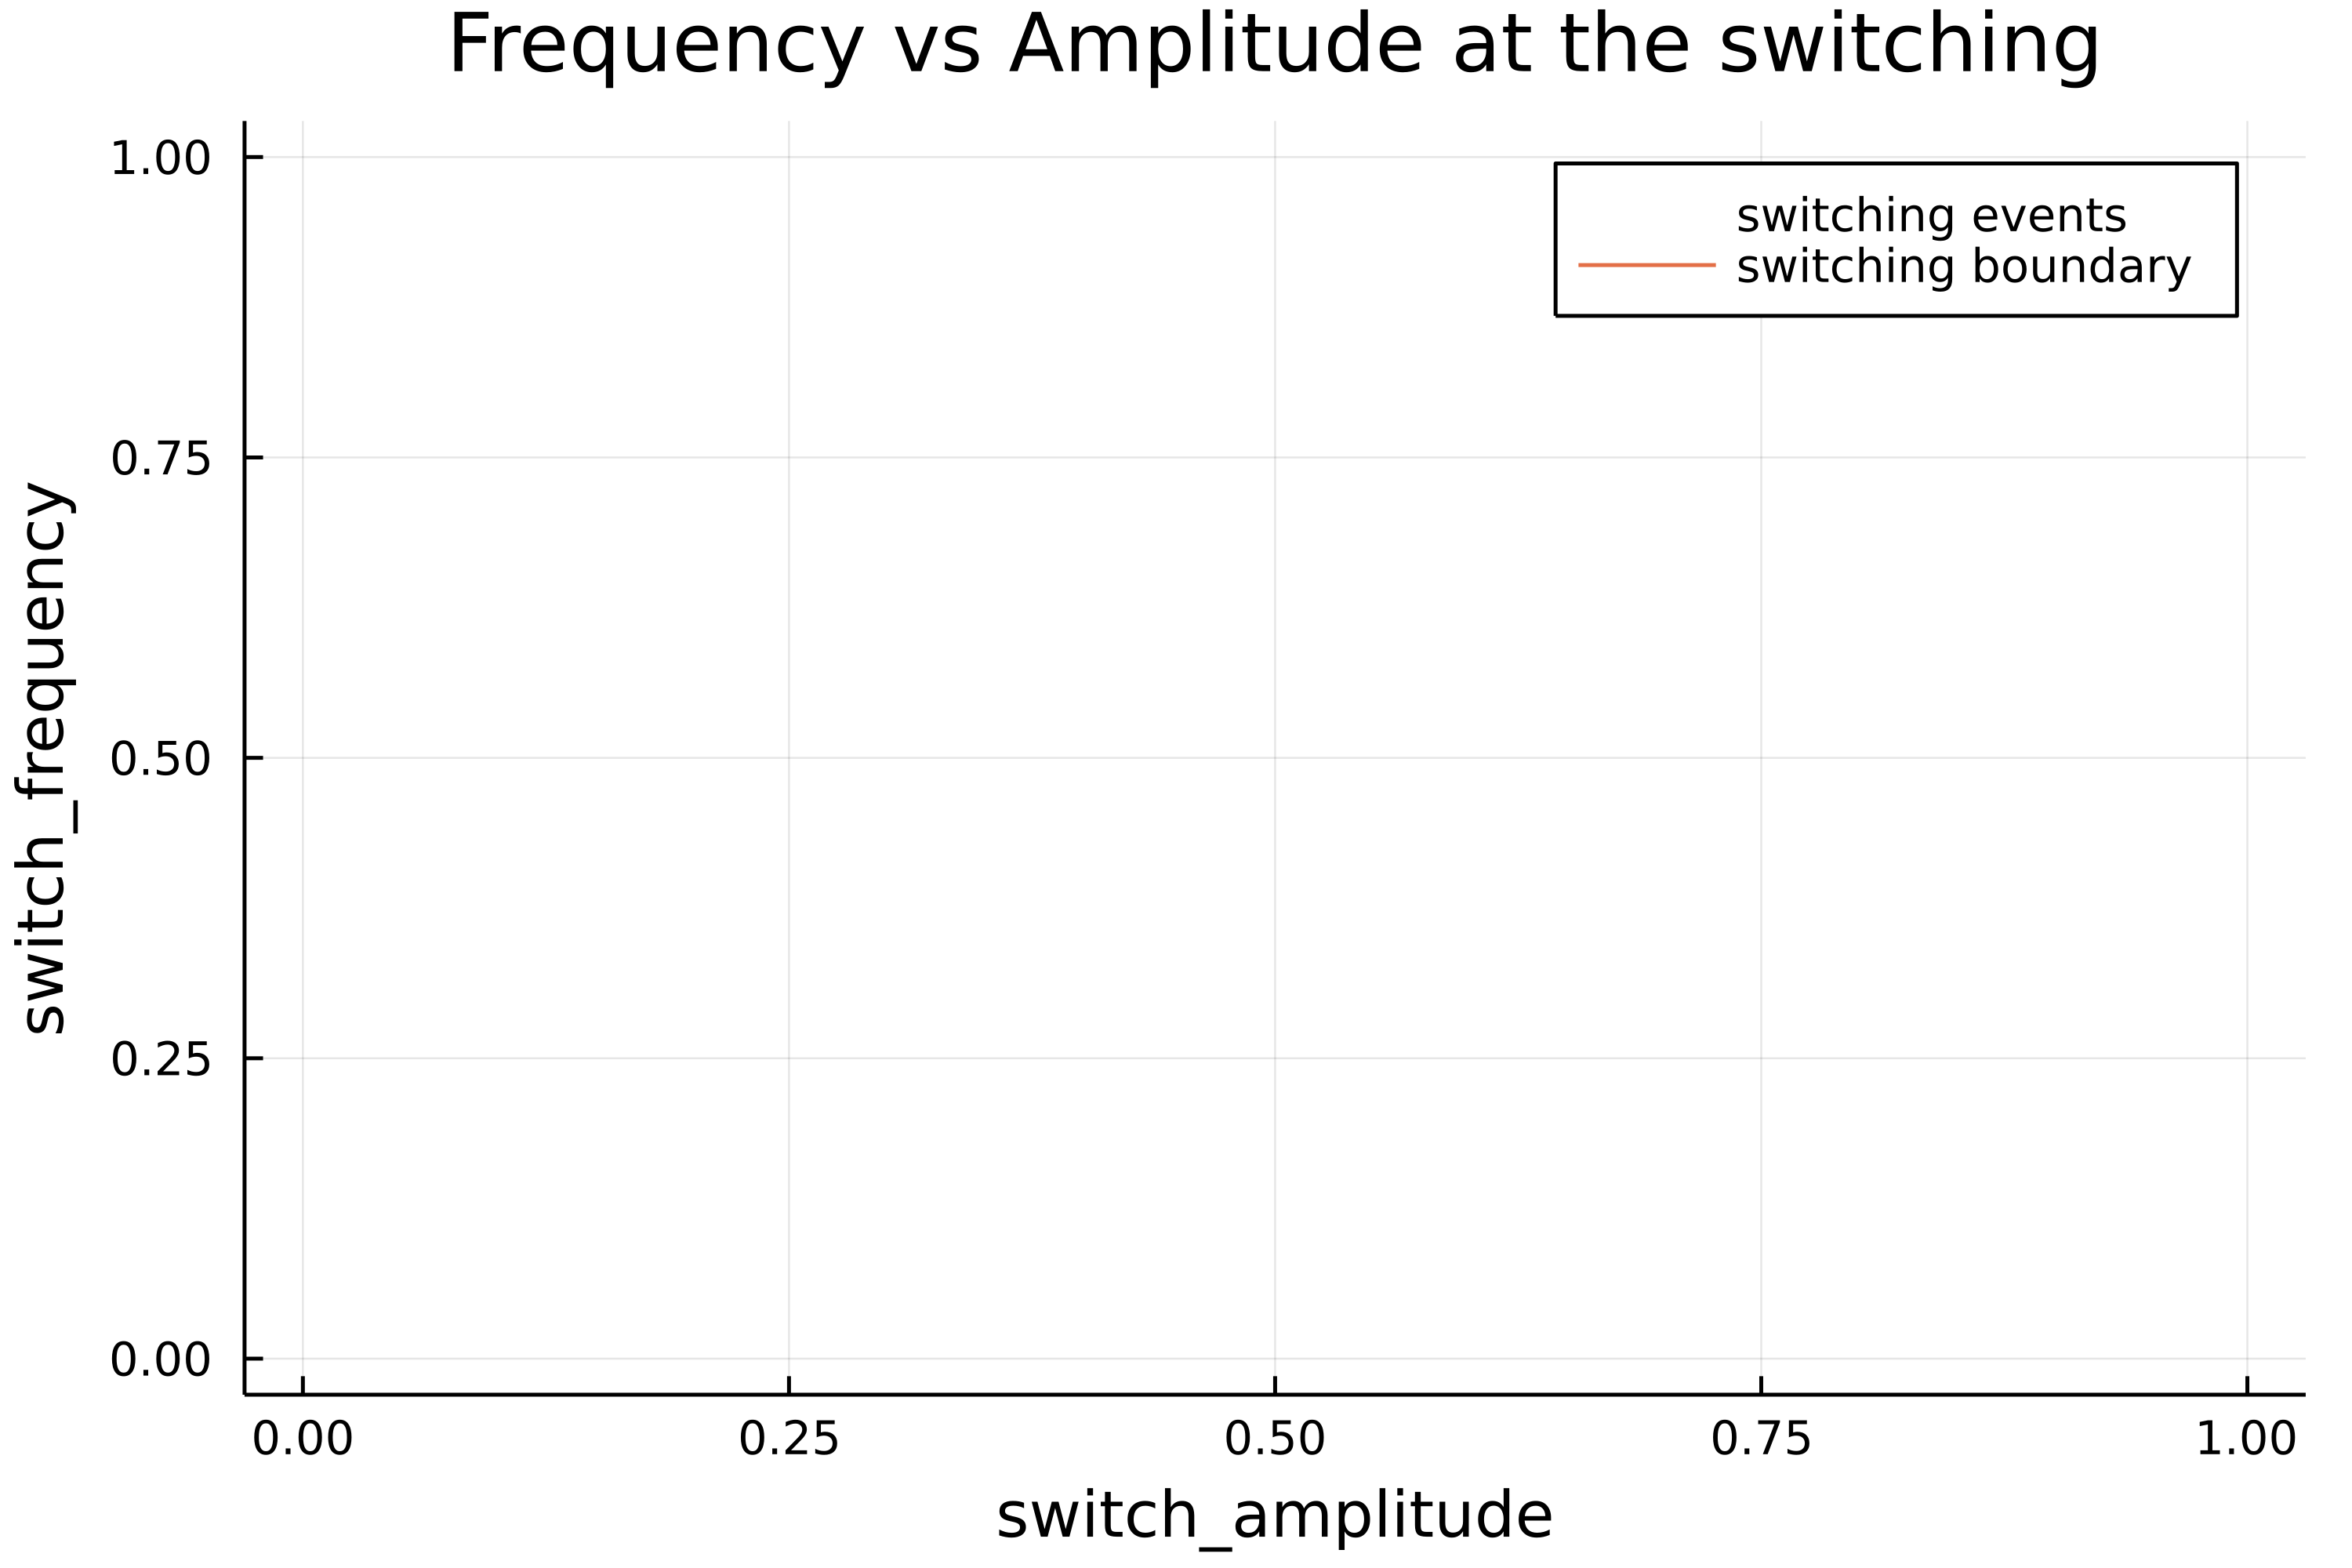 Frequency vs Amplitude at the switching
switching events
switching boundary
switch_frequency
1.00
0.75
0.50
0.25
0.00
0.00 0.25 0.50 0.75 1.00
switch_amplitude